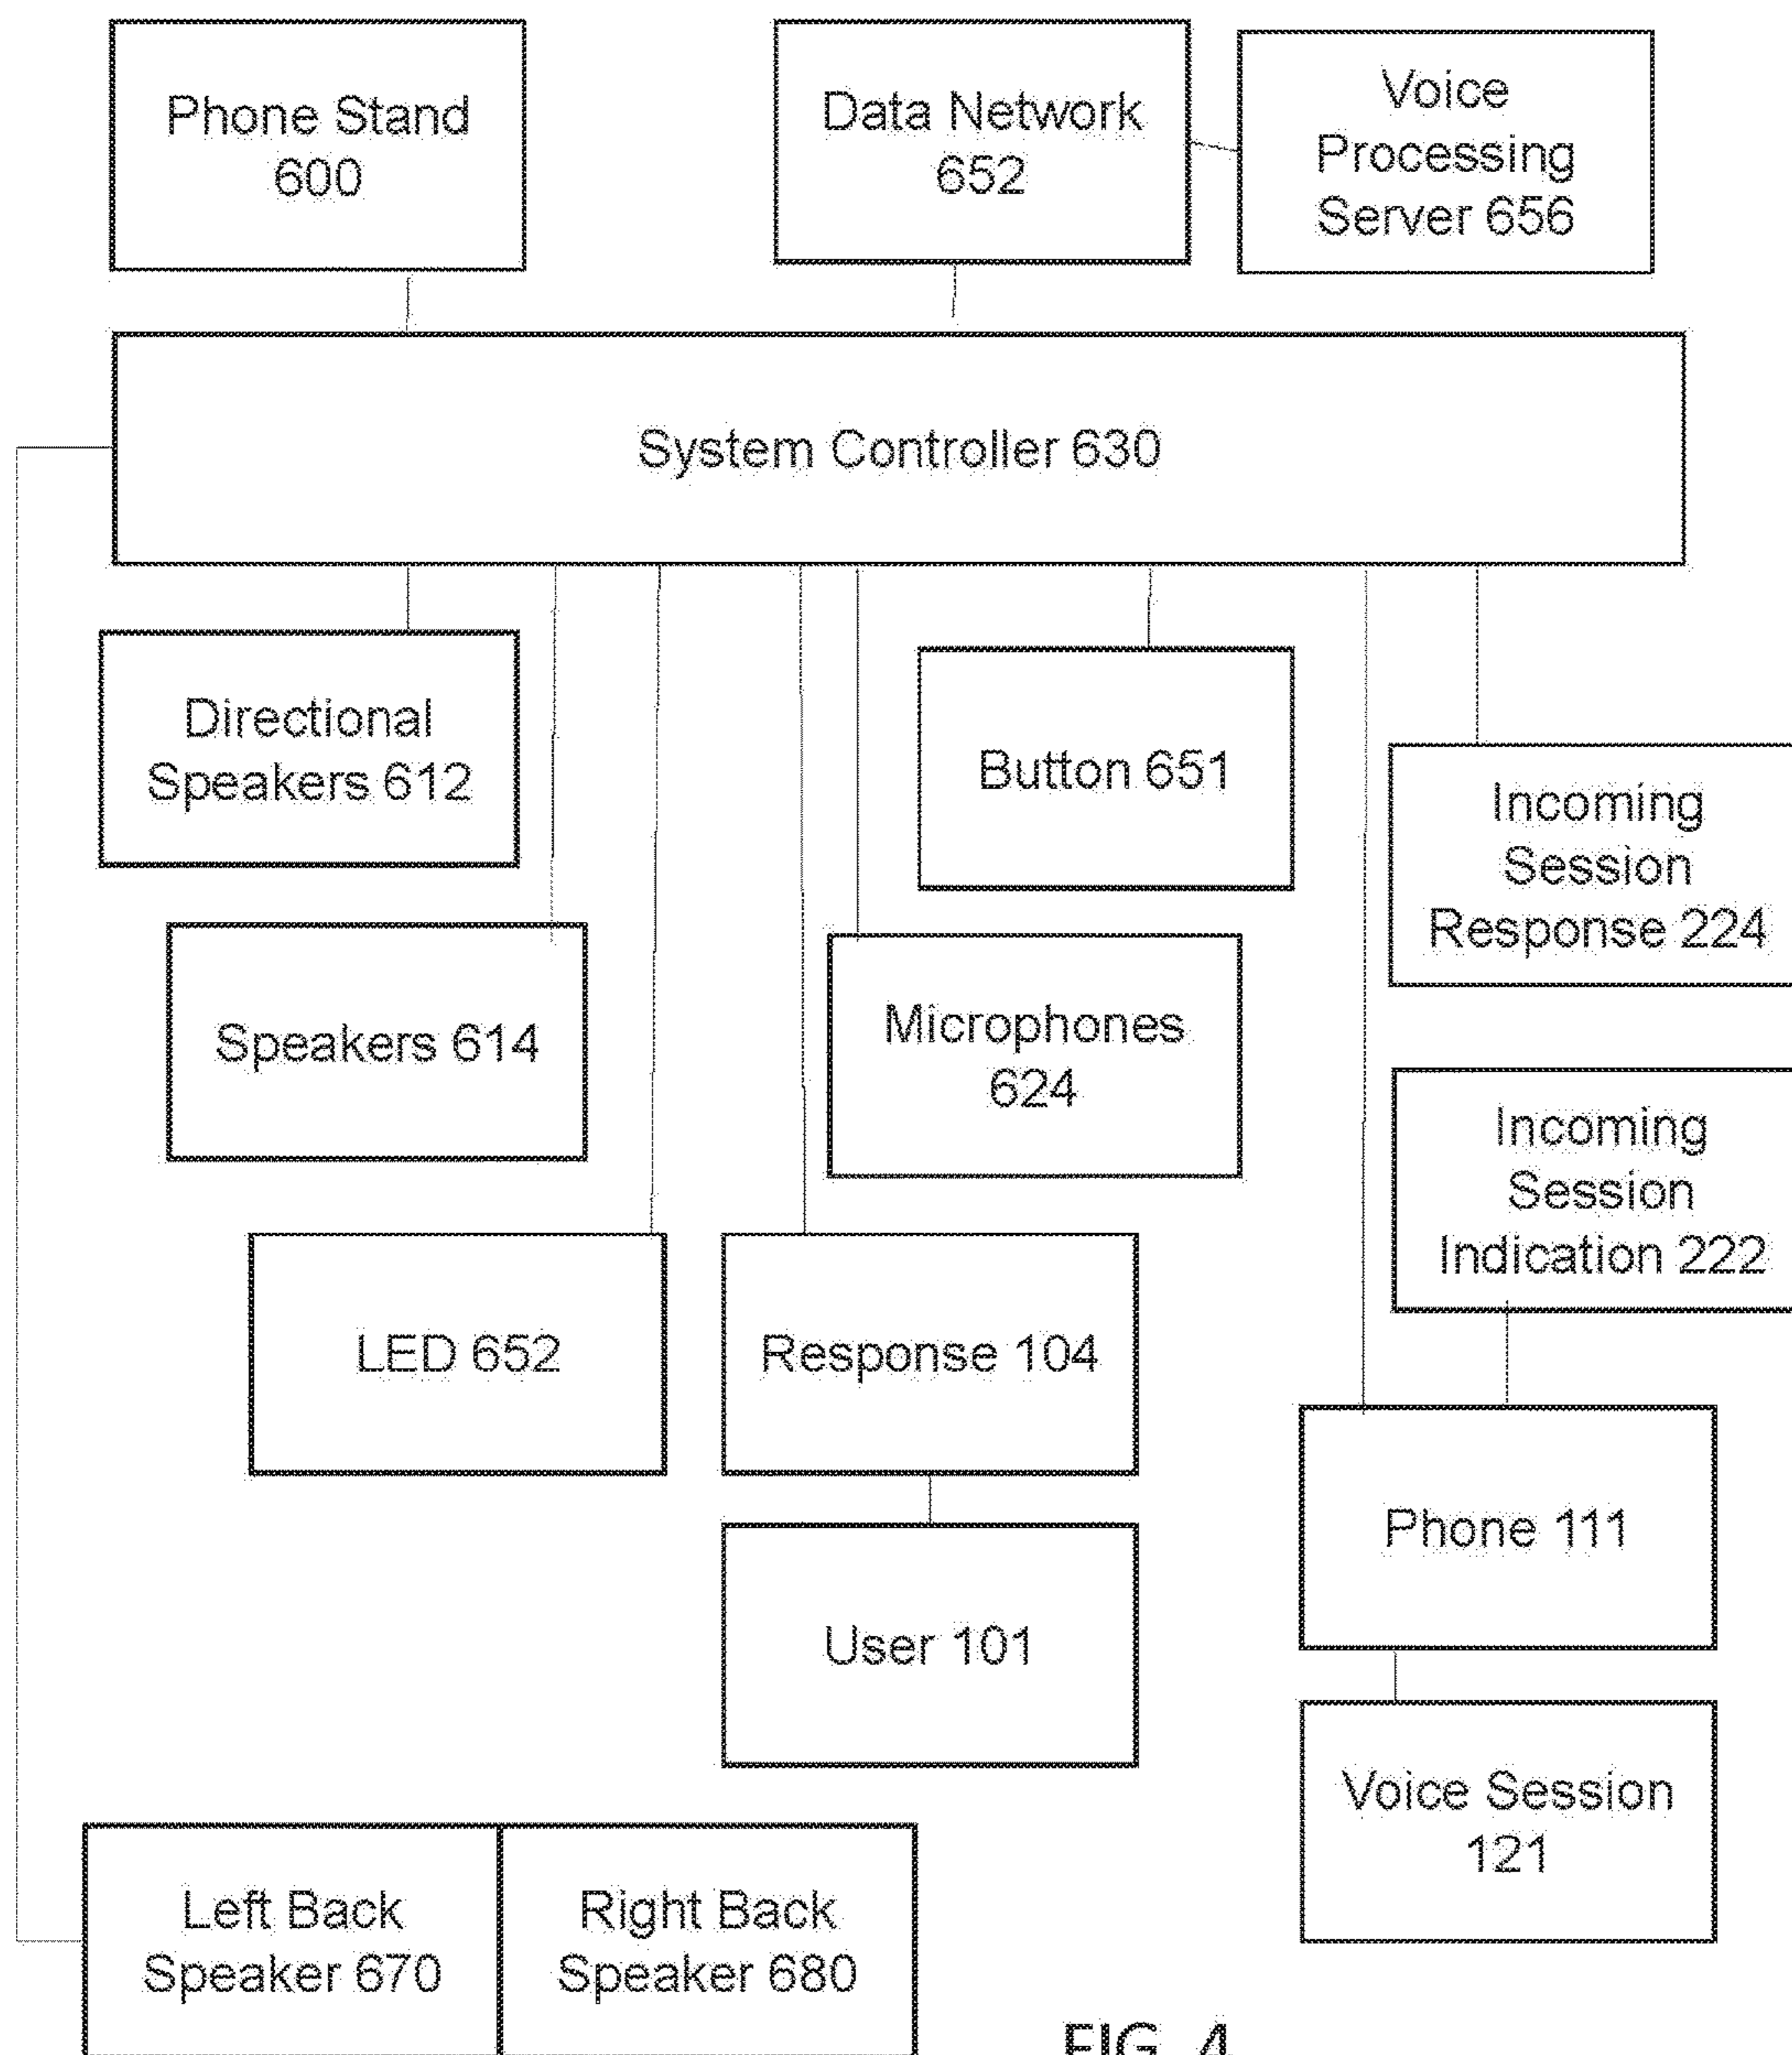 Phone Stand
600
Data Network
652
Voice
Processing
Server 656
System Controller 630
Directional
Speakers 612
Button 651
Incoming
Session
Response 224
Speakers 614
Microphones
624
Incoming
Session
Indication 222
LED 652
Response 104
Phone 111
User 101
Voice Session
121
Left Back
Speaker 670
Right Back
Speaker 680
FIG. 4